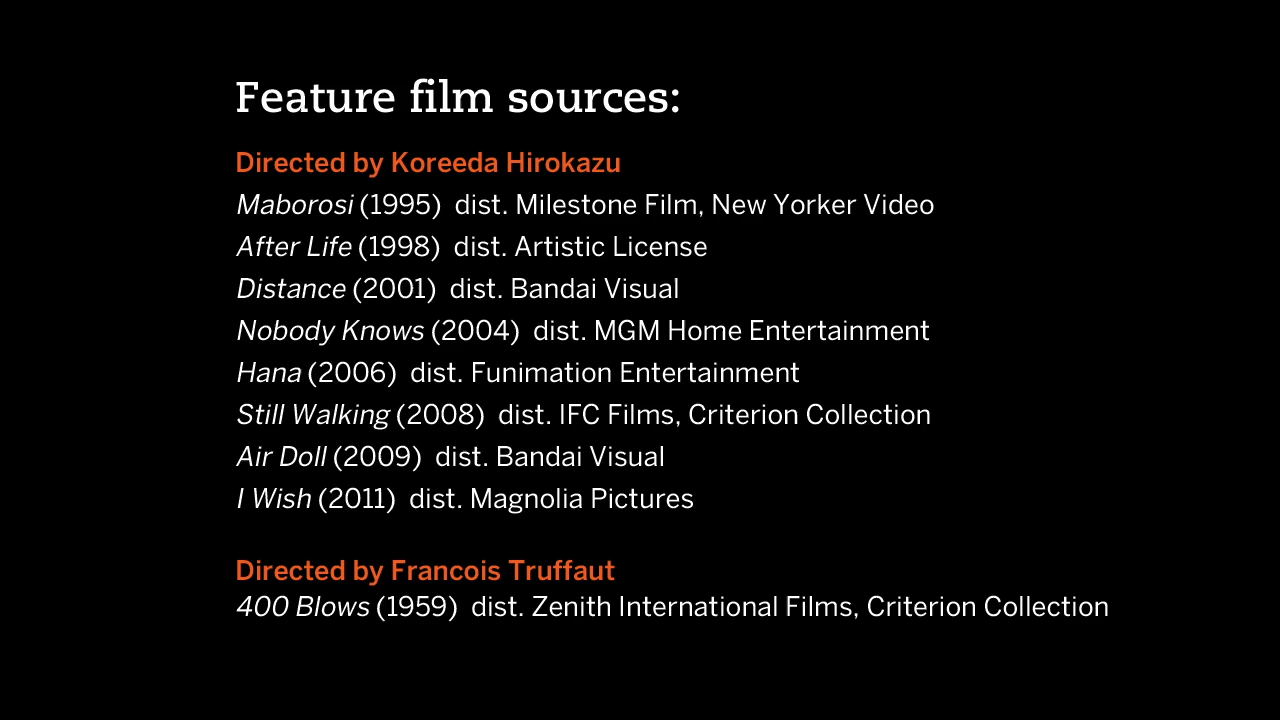 Feature film sources:
Directed by Koreeda Hirokazu
Maborosi (1995)  dist. Milestone Film, New Yorker Video
After Life (1998)  dist. Artistic License
Distance (2001)  dist. Bandai Visual
Nobody Knows (2004)  dist. MGM Home Entertainment
Hana (2006)  dist. Funimation Entertainment
Still Walking (2008)  dist. IFC Films, Criterion Collection
Air Doll (2009)  dist. Bandai Visual
I Wish (2011)  dist. Magnolia Pictures
Directed by Francois Truffaut
400 Blows (1959)  dist. Zenith International Films, Criterion Collection